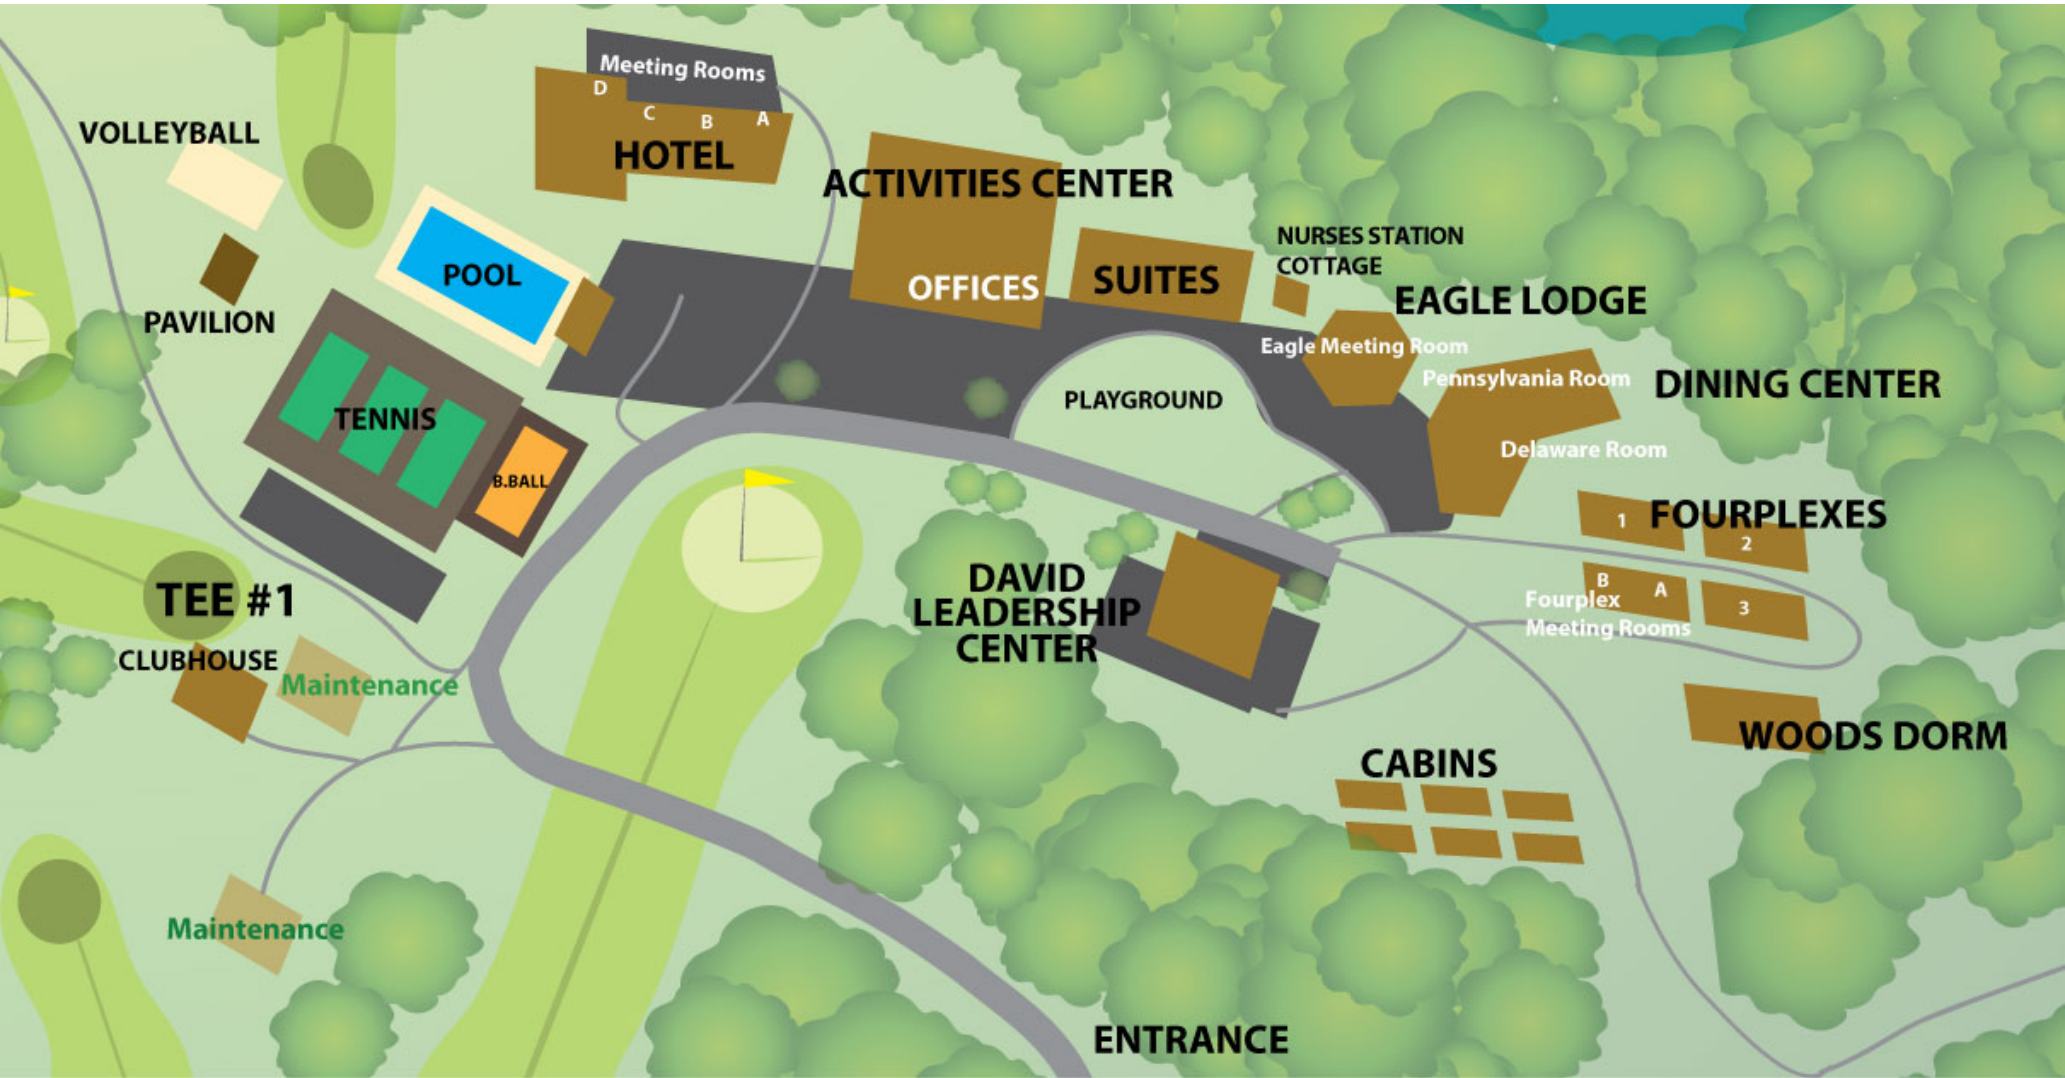 Meeting Rooms
D
C
B
A
HOTEL
VOLLEYBALL
ACTIVITIES CENTER
OFFICES
SUITES
NURSES STATION
COTTAGE
EAGLE LODGE
POOL
PAVILION
Eagle Meeting Room
Pennsylvania Room
DINING CENTER
PLAYGROUND
TENNIS
Delaware Room
B.BALL
1
FOURPLEXES
2
B
A
Fourplex
Meeting Rooms
3
TEE #1
DAVID
LEADERSHIP
CENTER
CLUBHOUSE
Maintenance
WOODS DORM
CABINS
Maintenance
ENTRANCE